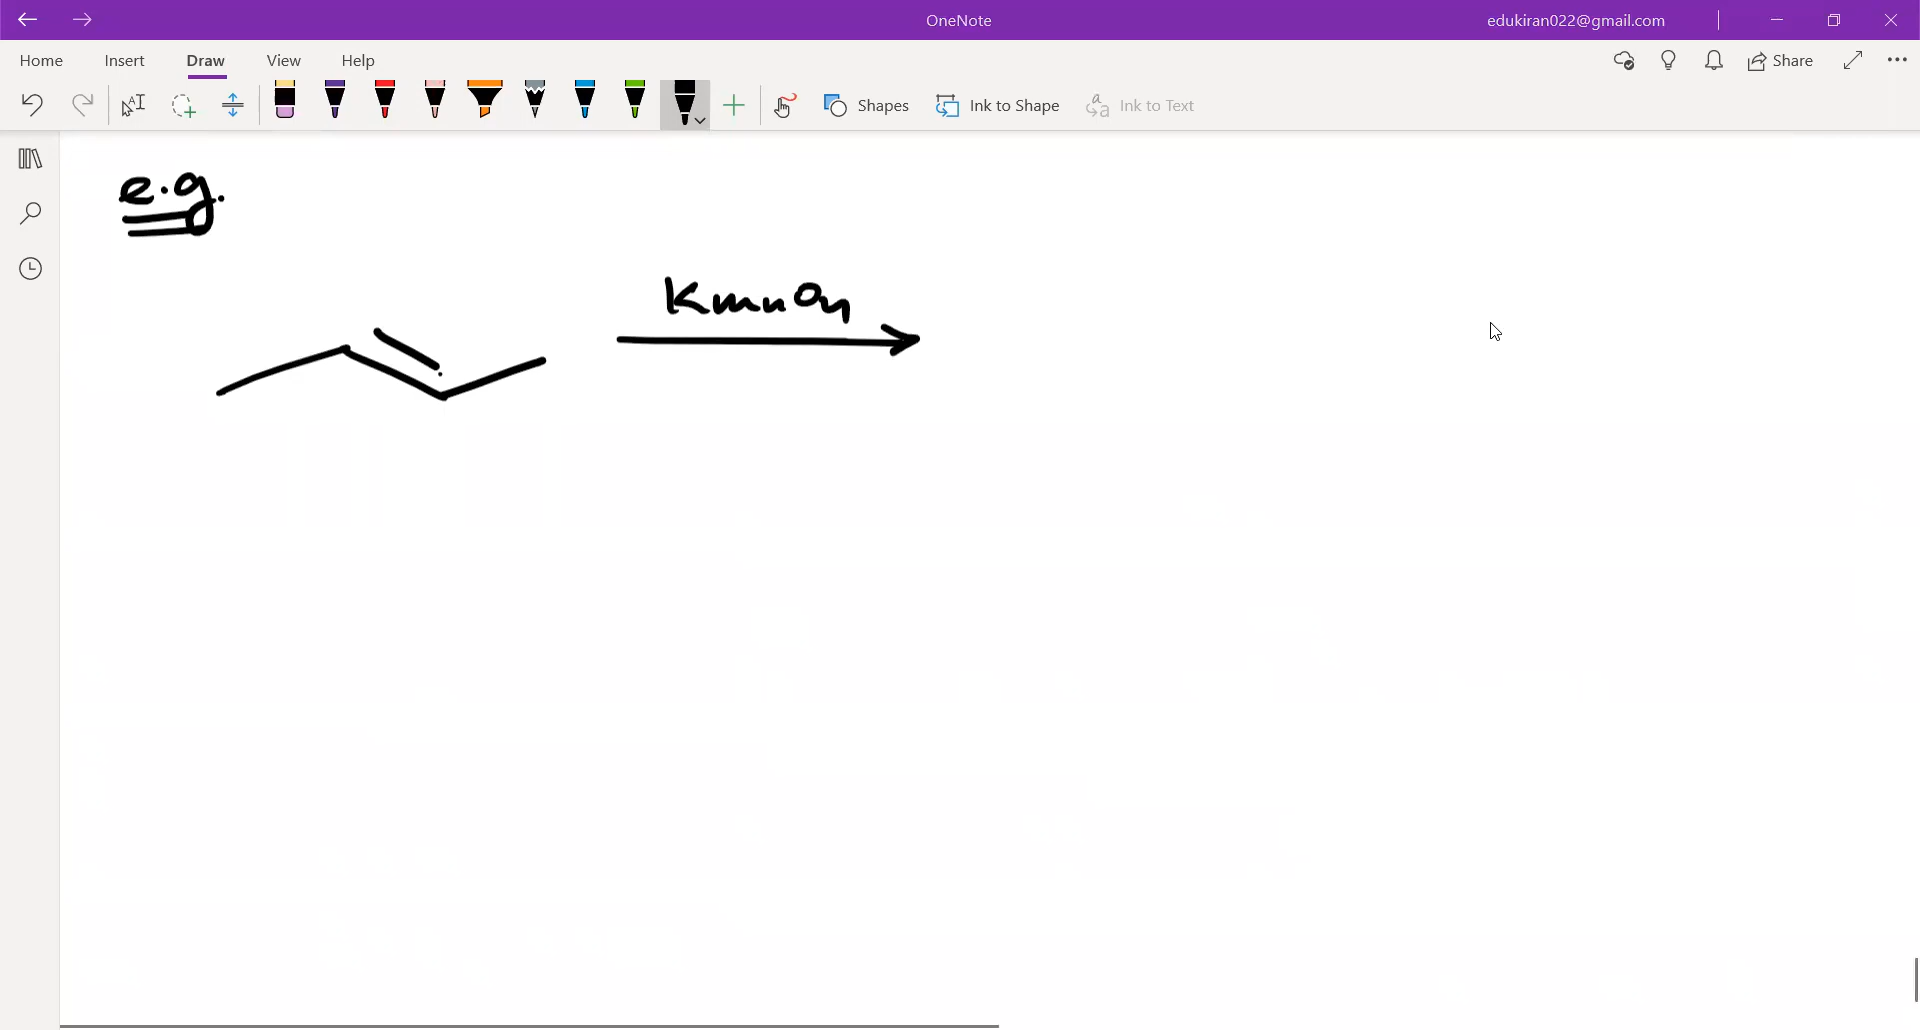 OneNote
edukiran022@gmail.com
Home Insert Draw View Help
Share
Shapes Ink to Shape Ink to Text
e.g.
KmnO4